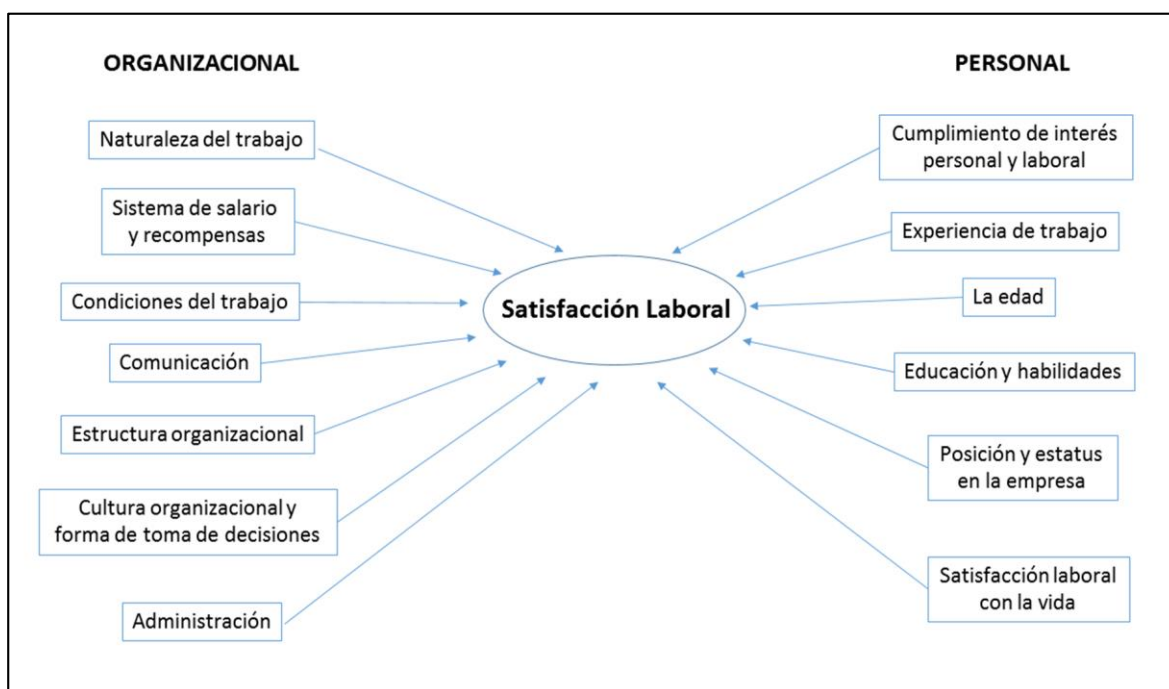 ORGANIZACIONAL
Naturaleza del trabajo
Sistema de salario
y recompensas
Condiciones del trabajo
Comunicación
Estructura organizacional
Cultura organizacional y
forma de toma de decisiones
Administración
Satisfacción Laboral
PERSONAL
Cumplimiento de interés
personal y laboral
Experiencia de trabajo
La edad
Educación y habilidades
Posición y estatus
en la empresa
Satisfacción laboral
con la vida